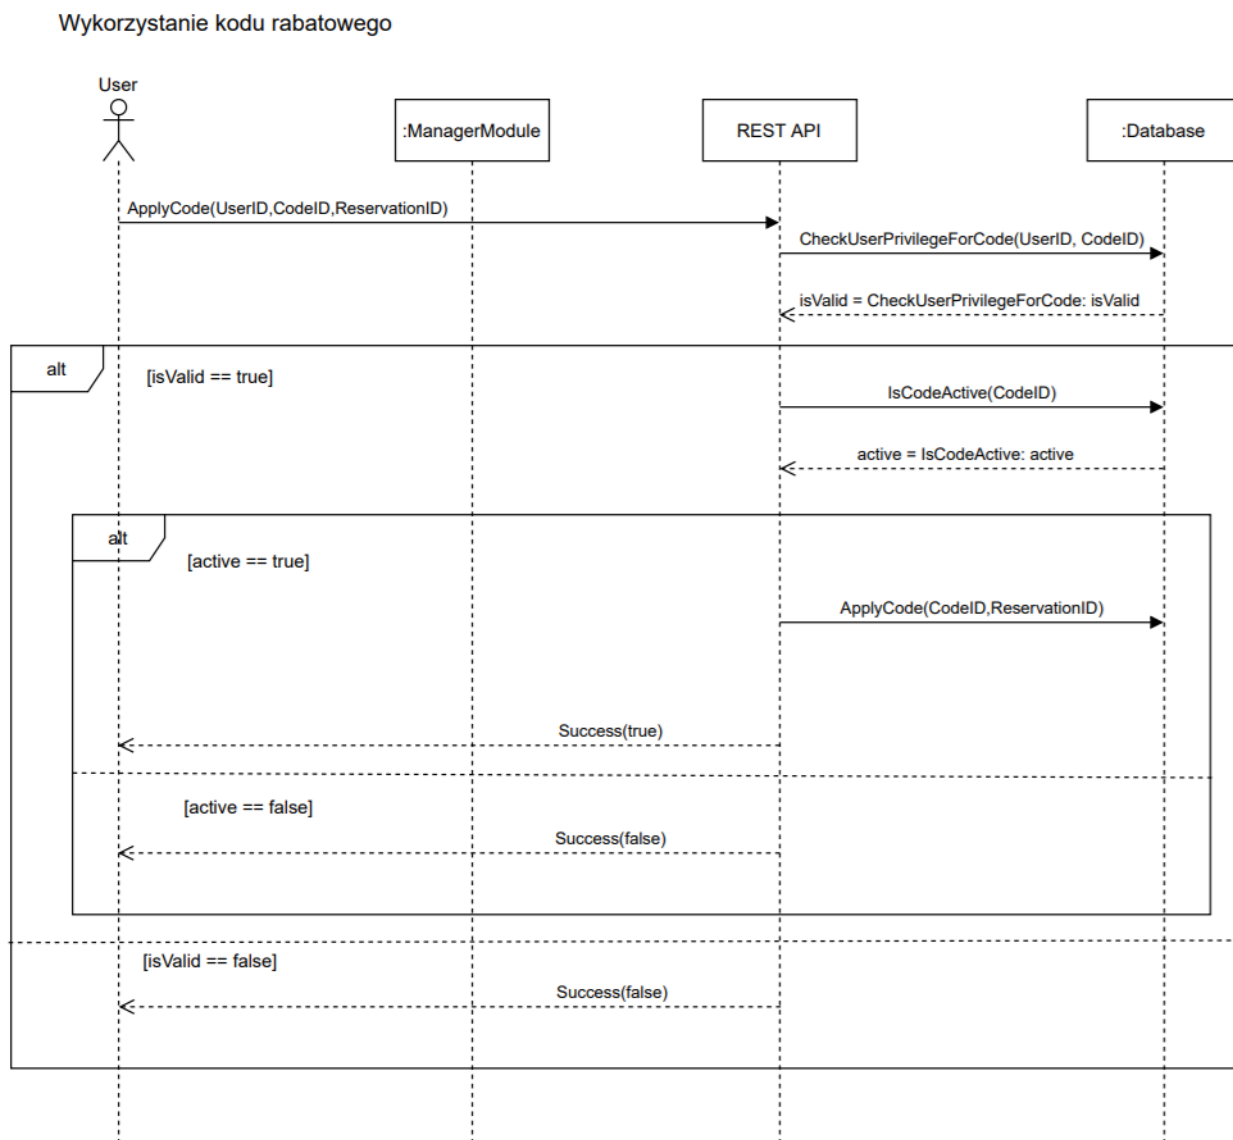 Wykorzystanie kodu rabatowego
User
:ManagerModule
REST API
:Database
ApplyCode(UserID,CodeID,ReservationID)
CheckUserPrivilegeForCode(UserID, CodeID)
isValid = CheckUserPrivilegeForCode: isValid
alt
[isValid == true]
IsCodeActive(CodeID)
active = IsCodeActive: active
alt
[active == true]
ApplyCode(CodeID,ReservationID)
Success(true)
[active == false]
Success(false)
[isValid == false]
Success(false)